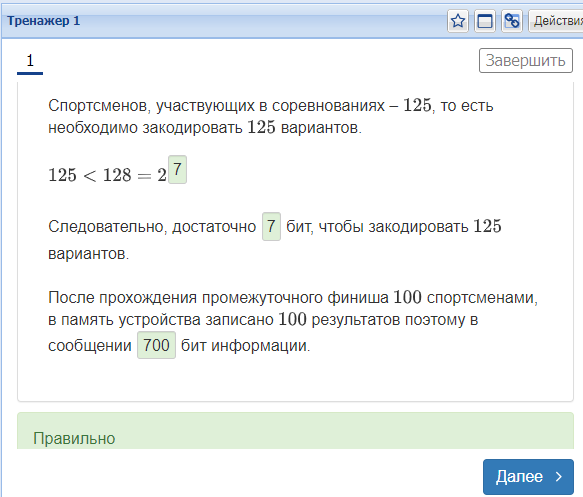 Тренажер 1
Действия
1
Завершить
Спортсменов, участвующих в соревнованиях – 125, то есть
необходимо закодировать 125 вариантов.
125 < 128 = 2^7
Следовательно, достаточно 7 бит, чтобы закодировать 125
вариантов.
После прохождения промежуточного финиша 100 спортсменами,
в память устройства записано 100 результатов поэтому в
сообщении 700 бит информации.
Правильно
Далее >